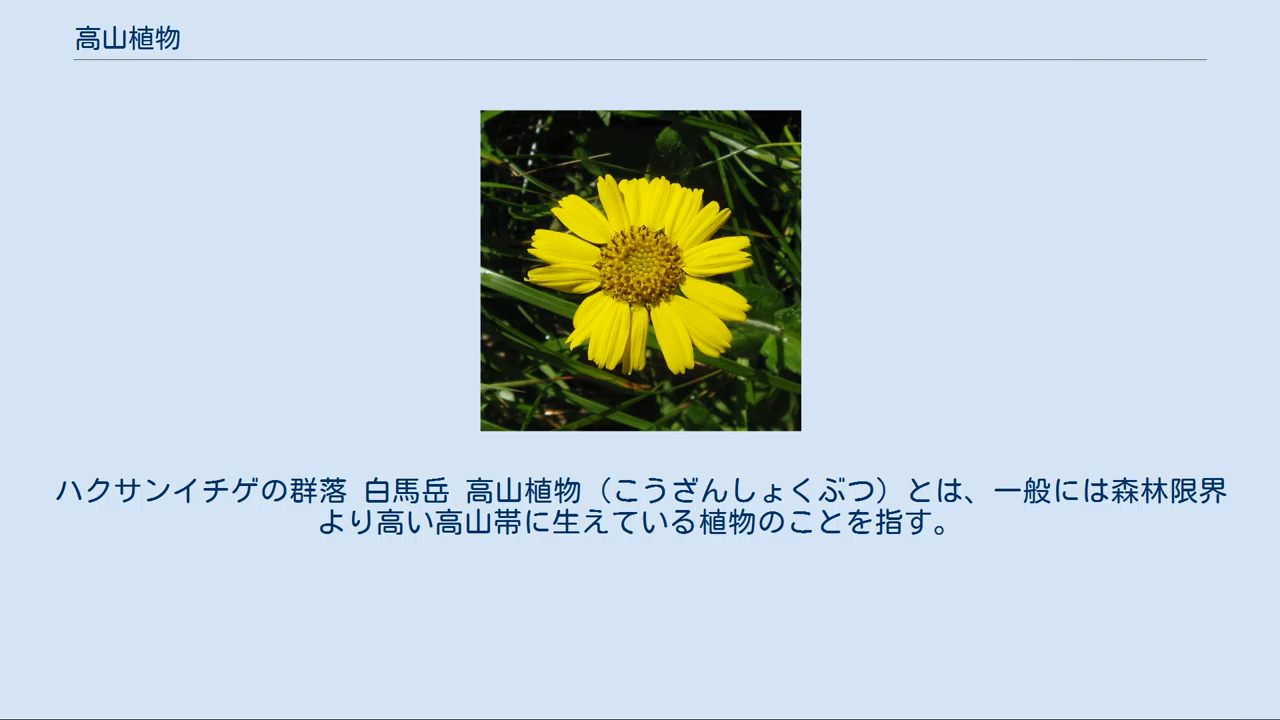 高山植物
ハクサンイチゲの群落 白馬岳 高山植物（こうざんしょくぶつ）とは、一般には森林限界
より高い高山帯に生えている植物のことを指す。